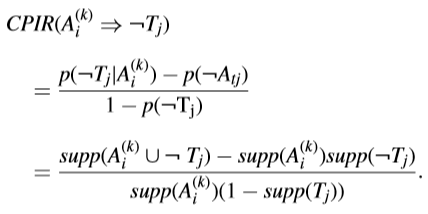 CPIR(A_i^{(k)} ⇒ ¬T_j)
= \frac{p(¬T_j|A_i^{(k)}) − p(¬A_{tj})}{1 − p(¬T_j)}
= \frac{supp(A_i^{(k)} ∪ ¬ T_j) − supp(A_i^{(k)})supp(¬T_j)}{supp(A_i^{(k)})(1 − supp(T_j))}.